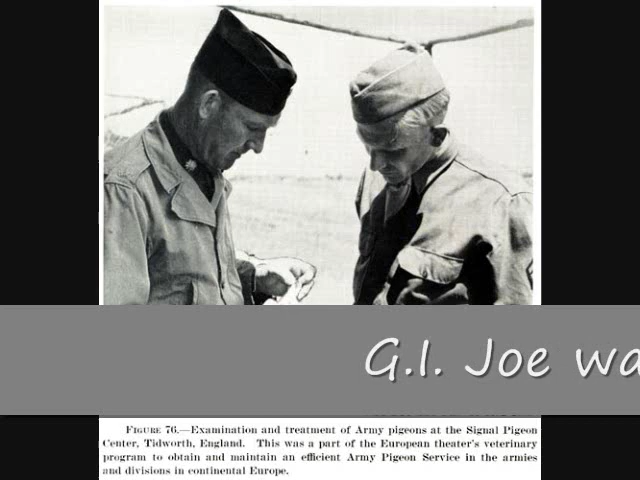 G.I. Joe wa
FIGURE 76.—Examination and treatment of Army pigeons at the Signal Pigeon
Center, Tidworth, England. This was a part of the European theater's veterinary
program to obtain and maintain an efficient Army Pigeon Service in the armies
and divisions in continental Europe.